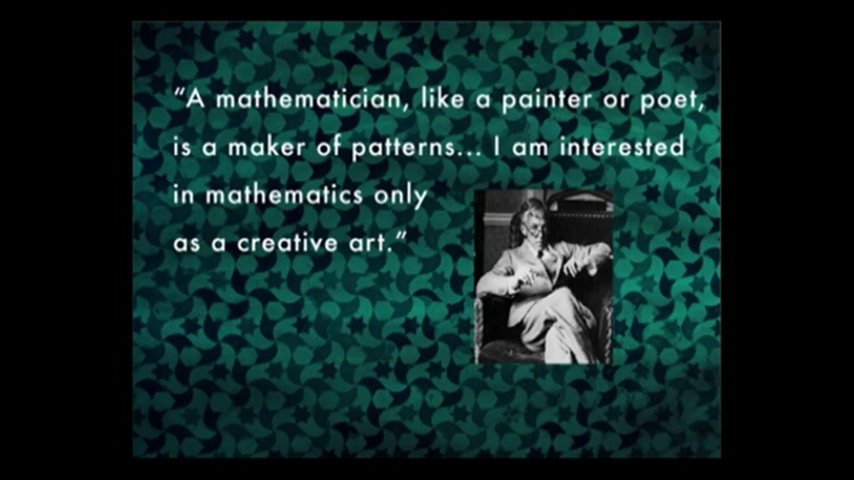 “A mathematician, like a painter or poet,
is a maker of patterns... I am interested
in mathematics only
as a creative art.”